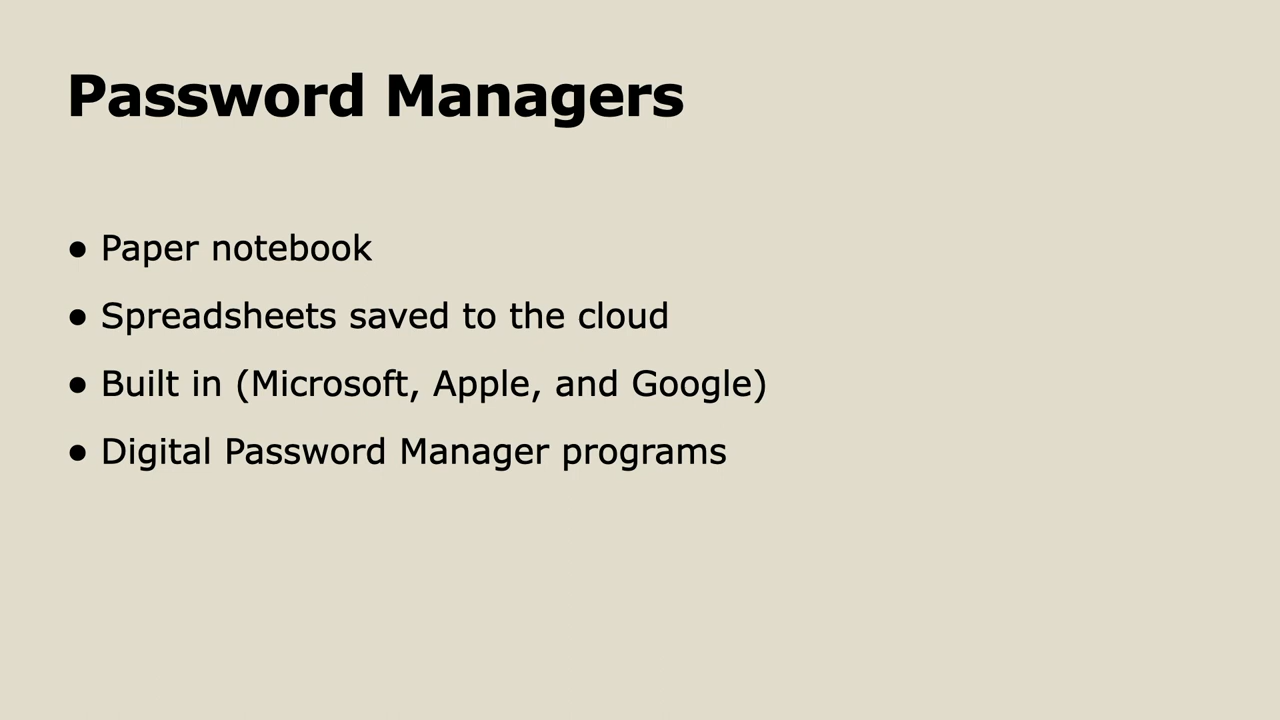 Password Managers
• Paper notebook
• Spreadsheets saved to the cloud
• Built in (Microsoft, Apple, and Google)
• Digital Password Manager programs